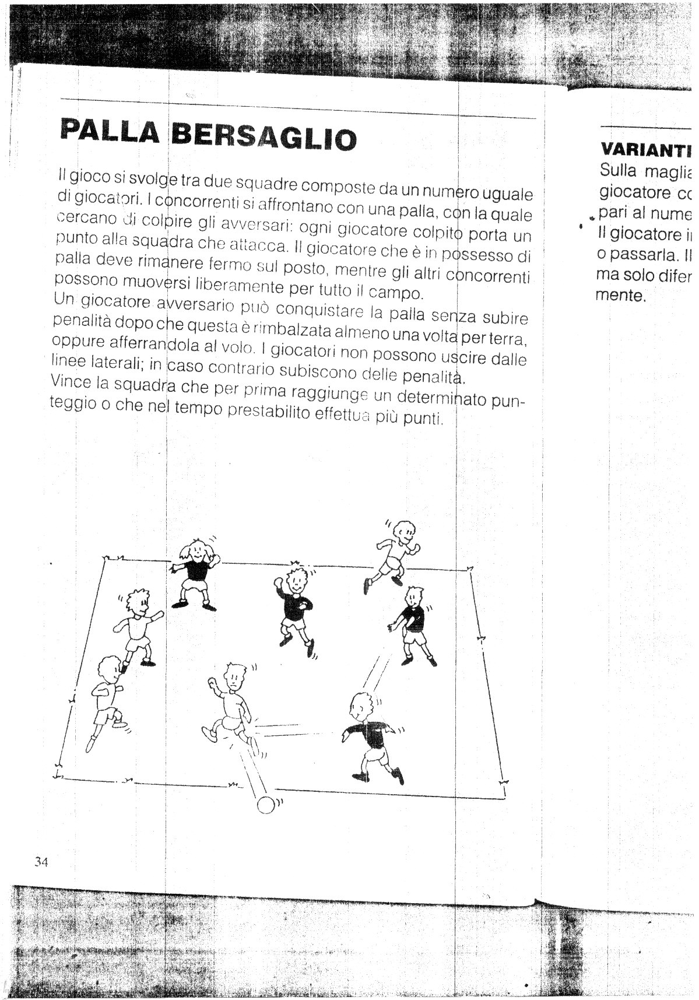 PALLA BERSAGLIO
Il gioco si svolge tra due squadre composte da un numero uguale
di giocatori. I concorrenti si affrontano con una palla, con la quale
cercano di colpire gli avversari: ogni giocatore colpito porta un
punto alla squadra che attacca. Il giocatore che è in possesso di
palla deve rimanere fermo sul posto, mentre gli altri concorrenti
possono muoversi liberamente per tutto il campo.
Un giocatore avversario può conquistare la palla senza subire
penalità dopo che questa è rimbalzata almeno una volta per terra,
oppure afferrandola al volo. I giocatori non possono uscire dalle
linee laterali; in caso contrario subiscono delle penalità.
Vince la squadra che per prima raggiunge un determinato pun-
teggio o che nel tempo prestabilito effettua più punti.
34
VARIANTI
Sulla maglia
giocatore
pari al
Il giocatore
o passarla. Il
ma solo
mente.